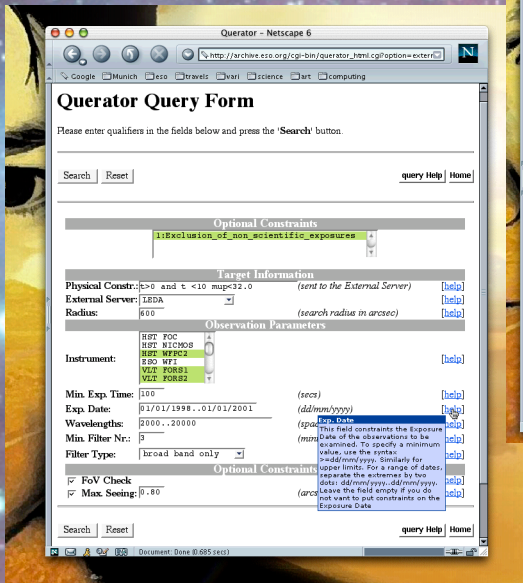 Querator - Netscape 6
http://archive.eso.org/cgi-bin/querator_html.cgi?option=exterr
N
Google Munich eso travels vari science art computing
Querator Query Form
Please enter qualifiers in the fields below and press the 'Search' button.
Search Reset query Help Home
Optional Constraints
1:Exclusion_of_non_scientific_exposures
Target Information
Physical Constr.: t>0 and t <10 mup<32.0 (sent to the External Server) [help]
External Server: LEDA [help]
Radius: 600 (search radius in arcsec) [help]
Observation Parameters
HST FOC
HST NICMOS
HST WFPC2
Instrument: ESO WFI [help]
VLT FORS1
VLT FORS2
Min. Exp. Time: 100 (secs) [help]
Exp. Date: 01/01/1998..01/01/2001 (dd/mm/yyyy) [help]
Wavelengths: 2000..20000 (spac help]
Min. Filter Nr.: 3 (mini help]
Filter Type: broad band only help]
Optional Constraints
FoV Check help]
Max. Seeing: 0.80 (arcs help]
Exp. Date
This field constraints the Exposure
Date of the observations to be
examined. To specify a minimum
value, use the syntax
>=dd/mm/yyyy. Similarly for
upper limits. For a range of dates,
separate the extremes by two
dots: dd/mm/yyyy..dd/mm/yyyy.
Leave the field empty if you do
not want to put constraints on the
Exposure Date
Search Reset query Help Home
Document: Done (0.685 secs)